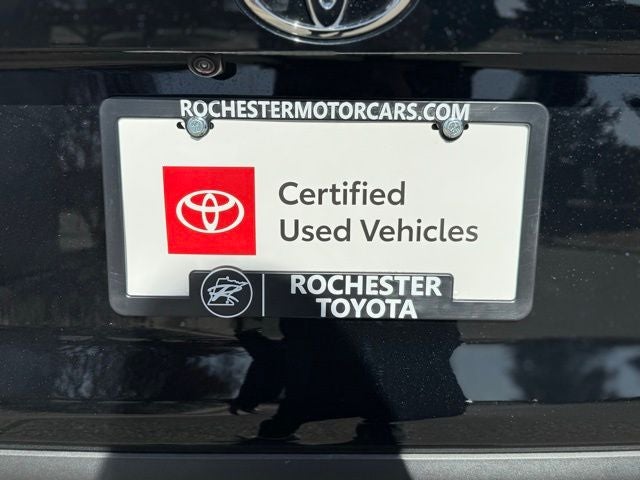 ROCHESTERMOTORCARS.COM
Certified
Used Vehicles
ROCHESTER
TOYOTA